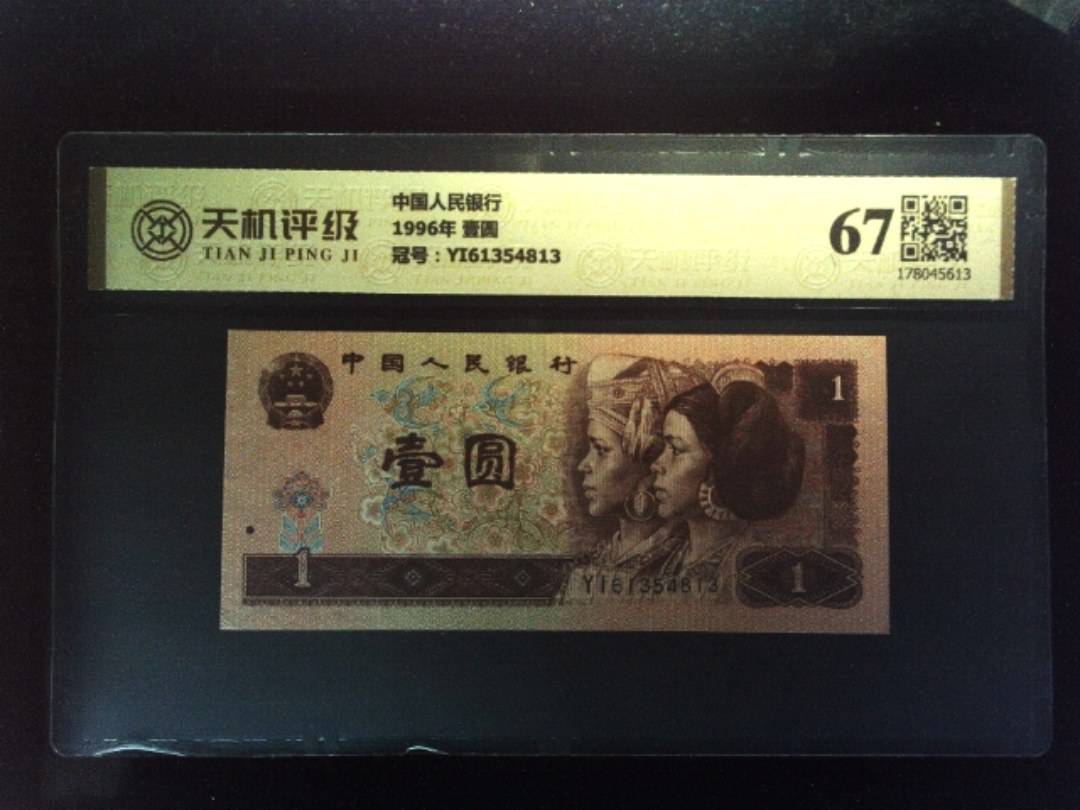 天机评级
TIAN JI PING JI
中国人民银行
1996年 壹圆
冠号：YI61354813
67
178045613
中国人民银行
1
壹圆
1
YI61354813
1